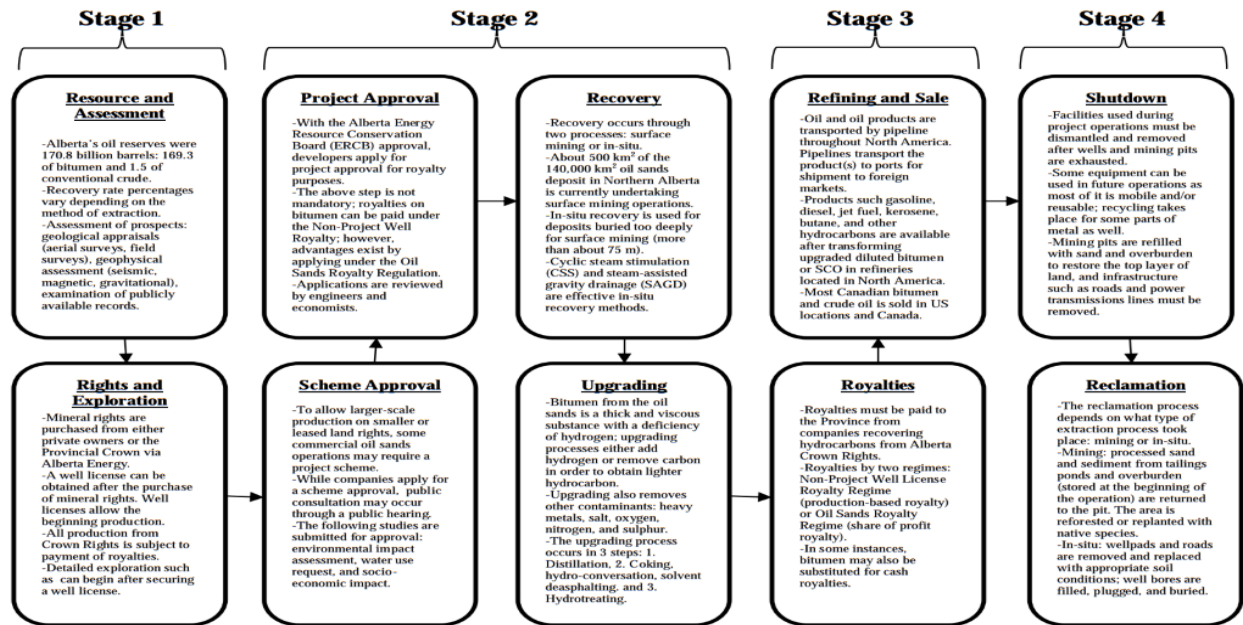 Stage 1
Stage 2
Stage 3
Stage 4
Resource and
Assessment
-Alberta's oil reserves were
170.8 billion barrels: 169.3
of bitumen and 1.5 of
conventional crude.
-Recovery rate percentages
vary depending on the
method of extraction.
-Assessment of prospects:
geological appraisals
(aerial surveys, field
surveys), geophysical
assessment (seismic,
magnetic, gravitational),
examination of publicly
available records.
Rights and
Exploration
-Mineral rights are
purchased from either
private owners or the
Provincial Crown via
Alberta Energy.
-A well license can be
obtained after the purchase
of mineral rights. Well
licenses allow the
beginning production.
-All production from
Crown Rights is subject to
payment of royalties.
-Detailed exploration such
as can begin after securing
a well license.
Scheme Approval
-To allow larger-scale
production on smaller or
leased land rights, some
commercial oil sands
operations may require a
project scheme.
-While companies apply for
a scheme approval, public
consultation may occur
through a public hearing.
-The following studies are
submitted for approval:
environmental impact
assessment, water use
request, and socio-
economic impact.
Project Approval
-With the Alberta Energy
Resource Conservation
Board (ERCB) approval,
developers apply for
project approval for royalty
purposes.
-The above step is not
mandatory; royalties on
bitumen can be paid under
the Non-Project Well
Royalty; however,
advantages exist by
applying under the Oil
Sands Royalty Regulation.
-Applications are reviewed
by engineers and
economists.
Recovery
-Recovery occurs through
two processes: surface
mining or in-situ.
-About 500 km² of the
140,000 km² oil sands
deposit in Northern Alberta
is currently undertaking
surface mining operations.
-In-situ recovery is used for
deposits buried too deeply
for surface mining (more
than about 75 m).
-Cyclic steam stimulation
(CSS) and steam-assisted
gravity drainage (SAGD)
are effective in-situ
recovery methods.
Upgrading
-Bitumen from the oil
sands is a thick and viscous
substance with a deficiency
of hydrogen; upgrading
processes either add
hydrogen or remove carbon
in order to obtain lighter
hydrocarbon.
-Upgrading also removes
other contaminants: heavy
metals, salt, oxygen,
nitrogen, and sulphur.
-The upgrading process
occurs in 3 steps: 1.
Distillation, 2. Coking,
hydro-conversation, solvent
deasphalting. and 3.
Hydrotreating.
Royalties
-Royalties must be paid to
the Province from
companies recovering
hydrocarbons from Alberta
Crown Rights.
-Royalties by two regimes:
Non-Project Well License
Royalty Regime
(production-based royalty)
or Oil Sands Royalty
Regime (share of profit
royalty).
-In some instances,
bitumen may also be
substituted for cash
royalties.
Refining and Sale
-Oil and oil products are
transported by pipeline
throughout North America.
Pipelines transport the
product(s) to ports for
shipment to foreign
markets.
-Products such gasoline,
diesel, jet fuel, kerosene,
butane, and other
hydrocarbons are available
after transforming
upgraded diluted bitumen
or SCO in refineries
located in North America.
-Most Canadian bitumen
and crude oil is sold in US
locations and Canada.
Shutdown
-Facilities used during
project operations must be
dismantled and removed
after wells and mining pits
are exhausted.
-Some equipment can be
used in future operations as
most of it is mobile and/or
reusable; recycling takes
place for some parts of
metal as well.
-Mining pits are refilled
with sand and overburden
to restore the top layer of
land, and infrastructure
such as roads and power
transmissions lines must be
removed.
Reclamation
-The reclamation process
depends on what type of
extraction process took
place: mining or in-situ.
-Mining: processed sand
and sediment from tailings
ponds and overburden
(stored at the beginning of
the operation) are returned
to the pit. The area is
reforested or replanted with
native species.
-In-situ: wellpads and roads
are removed and replaced
with appropriate soil
conditions; well bores are
filled, plugged, and buried.